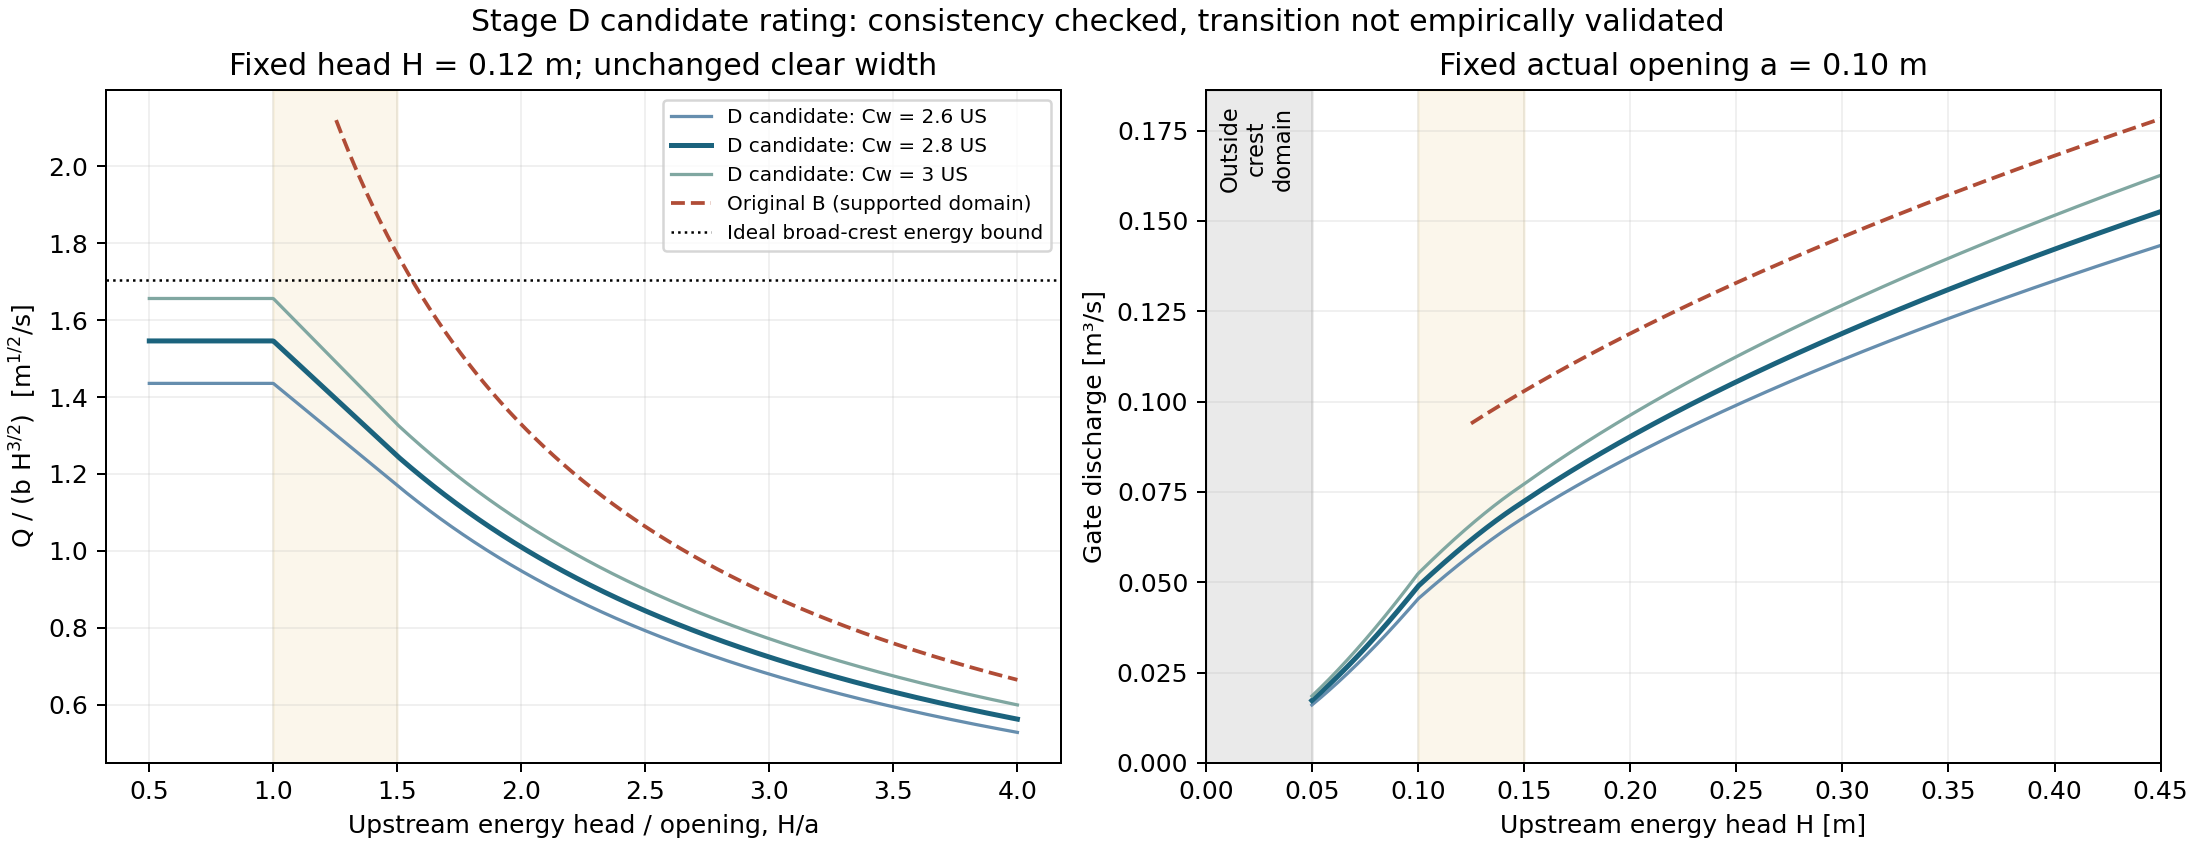 Stage D candidate rating: consistency checked, transition not empirically validated
Fixed head H = 0.12 m; unchanged clear width
Q / (b H^{3/2}) [m^{1/2}/s]
2.0
1.8
1.6
1.4
1.2
1.0
0.8
0.6
D candidate: Cw = 2.6 US
D candidate: Cw = 2.8 US
D candidate: Cw = 3 US
Original B (supported domain)
Ideal broad-crest energy bound
0.5 1.0 1.5 2.0 2.5 3.0 3.5 4.0
Upstream energy head / opening, H/a
Fixed actual opening a = 0.10 m
Gate discharge [m³/s]
0.175
0.150
0.125
0.100
0.075
0.050
0.025
0.000
Outside
crest
domain
0.00 0.05 0.10 0.15 0.20 0.25 0.30 0.35 0.40 0.45
Upstream energy head H [m]